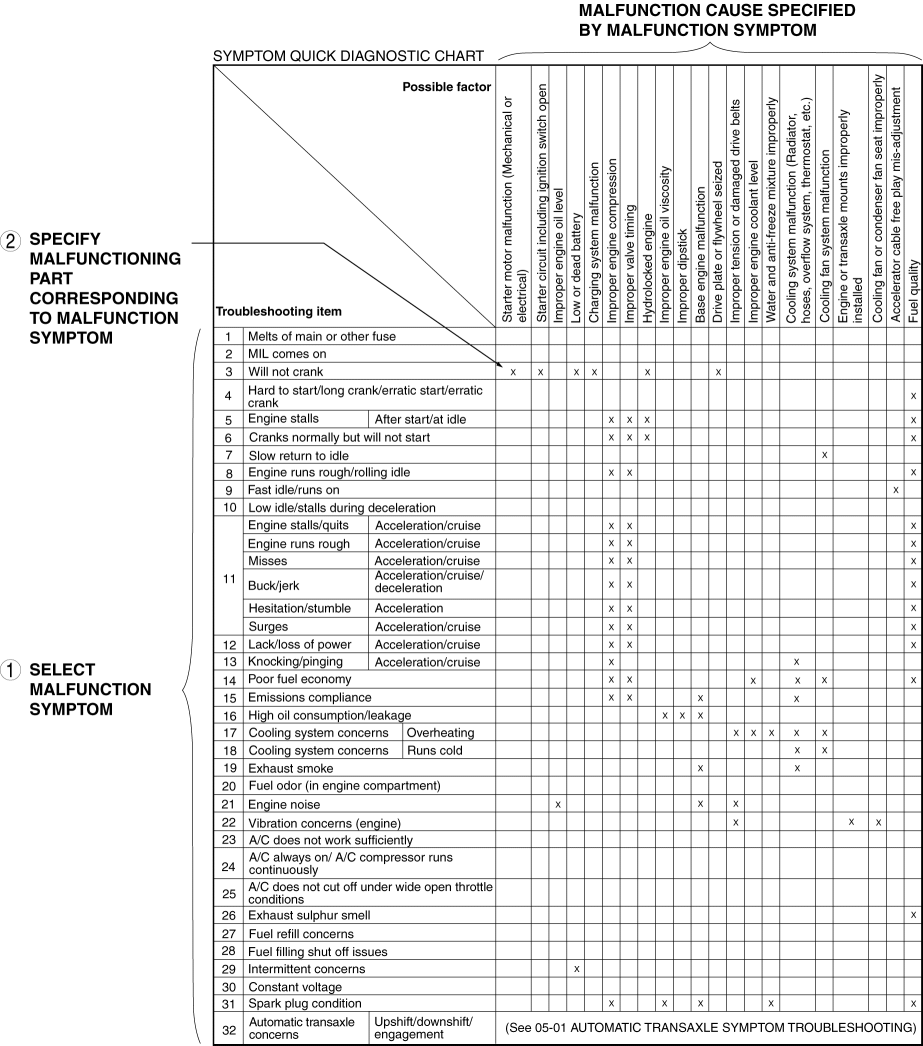 MALFUNCTION CAUSE SPECIFIED
BY MALFUNCTION SYMPTOM
SYMPTOM QUICK DIAGNOSTIC CHART
Possible factor
Troubleshooting item
Starter motor malfunction (Mechanical or
electrical)
Starter circuit including ignition switch open
Improper engine oil level
Low or dead battery
Charging system malfunction
Improper engine compression
Improper valve timing
Hydrolocked engine
Improper engine oil viscosity
Improper dipstick
Base engine malfunction
Drive plate or flywheel seized
Improper tension or damaged drive belts
Improper engine coolant level
Water and anti-freeze mixture improperly
Cooling system malfunction (Radiator,
hoses, overflow system, thermostat, etc.)
Cooling fan system malfunction
Engine or transaxle mounts improperly
installed
Cooling fan or condenser fan seat improperly
Accelerator cable free play mis-adjustment
Fuel quality
2 SPECIFY
MALFUNCTIONING
PART
CORRESPONDING
TO MALFUNCTION
SYMPTOM
1 SELECT
MALFUNCTION
SYMPTOM
1 Melts of main or other fuse
2 MIL comes on
3 Will not crank x x x x x x
4 Hard to start/long crank/erratic start/erratic
crank x
5 Engine stalls After start/at idle x x x x
6 Cranks normally but will not start x x x x
7 Slow return to idle x
8 Engine runs rough/rolling idle x x x
9 Fast idle/runs on x
10 Low idle/stalls during deceleration
11
Engine stalls/quits Acceleration/cruise x x x
Engine runs rough Acceleration/cruise x x x
Misses Acceleration/cruise x x x
Buck/jerk Acceleration/cruise/
deceleration x x x
Hesitation/stumble Acceleration x x x
Surges Acceleration/cruise x x x
12 Lack/loss of power Acceleration/cruise x x x
13 Knocking/pinging Acceleration/cruise x x
14 Poor fuel economy x x x x x x
15 Emissions compliance x x x x
16 High oil consumption/leakage x x x
17 Cooling system concerns Overheating x x x x x
18 Cooling system concerns Runs cold x x
19 Exhaust smoke x x
20 Fuel odor (in engine compartment)
21 Engine noise x x x
22 Vibration concerns (engine) x x x
23 A/C does not work sufficiently
24 A/C always on/ A/C compressor runs
continuously
25 A/C does not cut off under wide open throttle
conditions
26 Exhaust sulphur smell x
27 Fuel refill concerns
28 Fuel filling shut off issues
29 Intermittent concerns x
30 Constant voltage
31 Spark plug condition x x x x x
32 Automatic transaxle
concerns Upshift/downshift/
engagement (See 05-01 AUTOMATIC TRANSAXLE SYMPTOM TROUBLESHOOTING)